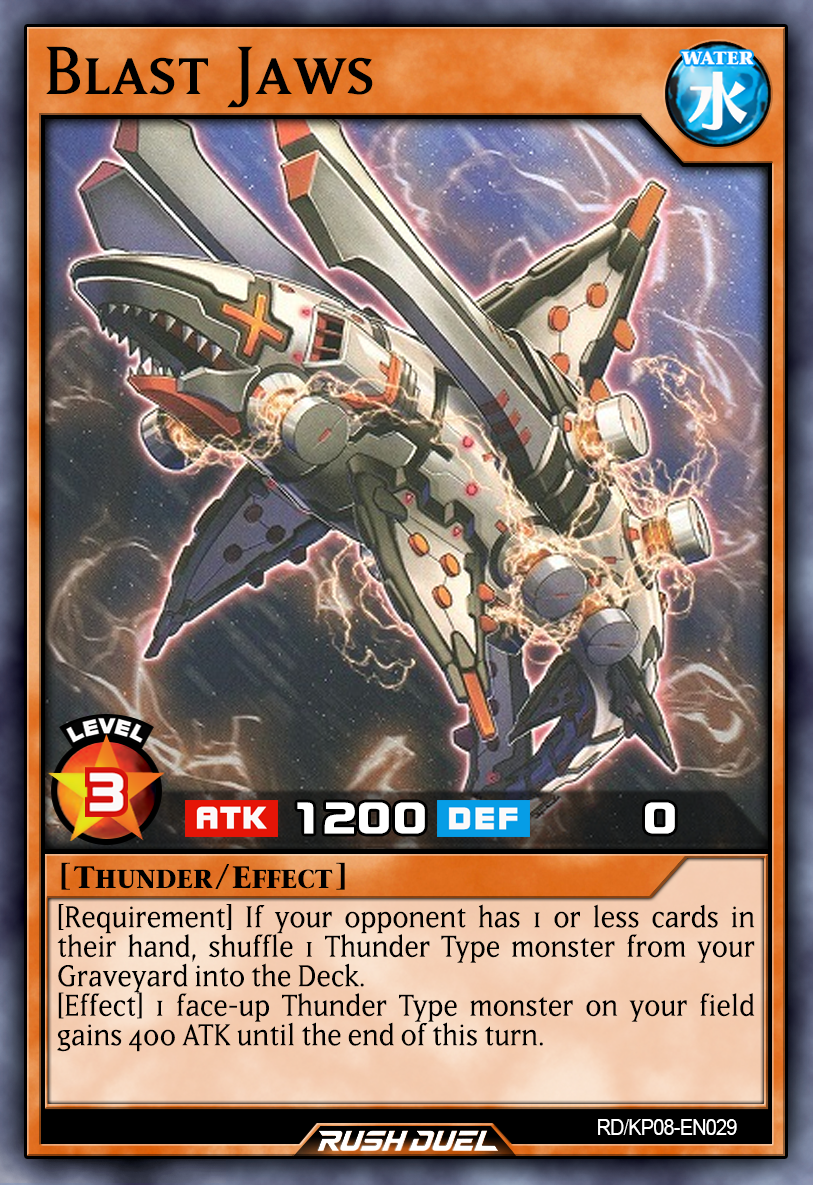 Blast Jaws
WATER
水
LEVEL
3
ATK 1200 DEF 0
[Thunder/Effect]
[Requirement] If your opponent has 1 or less cards in
their hand, shuffle 1 Thunder Type monster from your
Graveyard into the Deck.
[Effect] 1 face-up Thunder Type monster on your field
gains 400 ATK until the end of this turn.
RUSH DUEL
RD/KP08-EN029